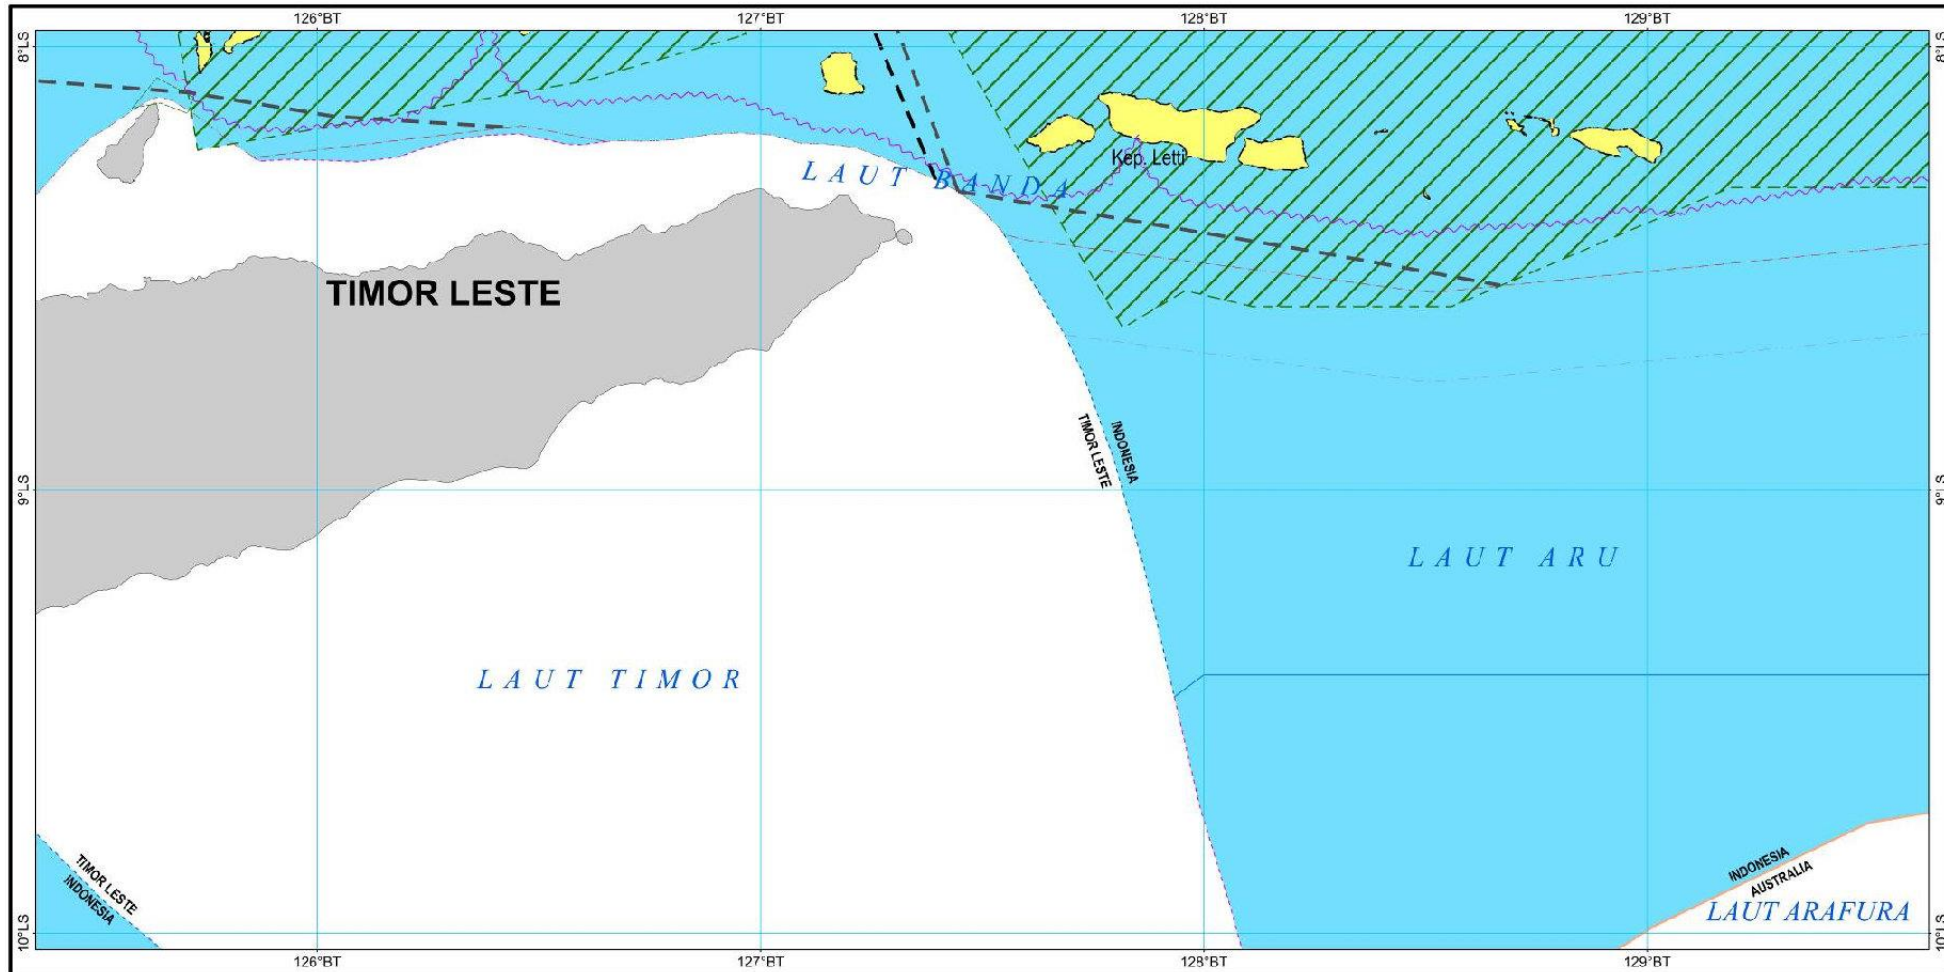 126°BT
127°BT
128°BT
129°BT
8°LS
8°LS
Kep. Letti
LAUT BANDA
TIMOR LESTE
TIMOR LESTE
INDONESIA
9°LS
9°LS
LAUT ARU
LAUT TIMOR
TIMOR LESTE
INDONESIA
INDONESIA
AUSTRALIA
LAUT ARAFURA
10°LS
10°LS
126°BT
127°BT
128°BT
129°BT